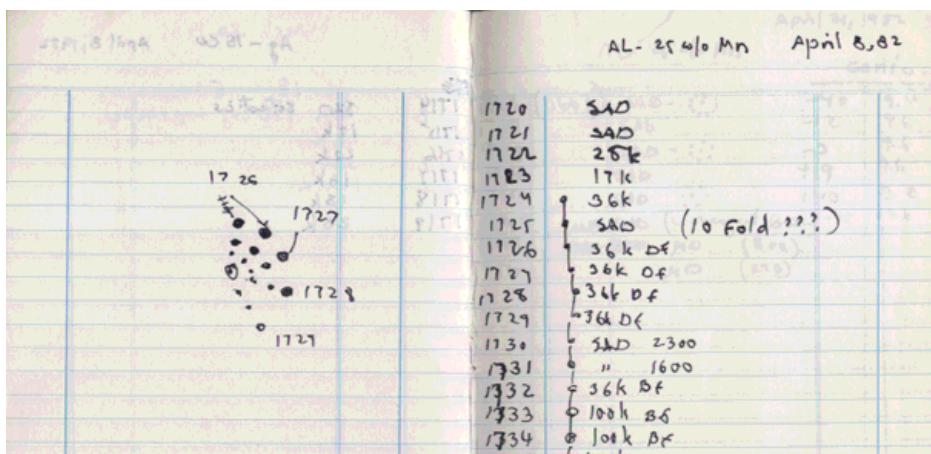 AL- 25 w/o Mn April 8, 82
1720 SAD
1721 SAD
1722 25k
1723 17k
1724 36k
1725 SAD (10 Fold ???)
1726 36k Df
1727 36k Df
1728 36k Df
1729 36k Df
1730 SAD 2300
1731 " 1600
1732 36k Bf
1733 100k Bf
1734 100k Bf
1726
1727
1728
1729